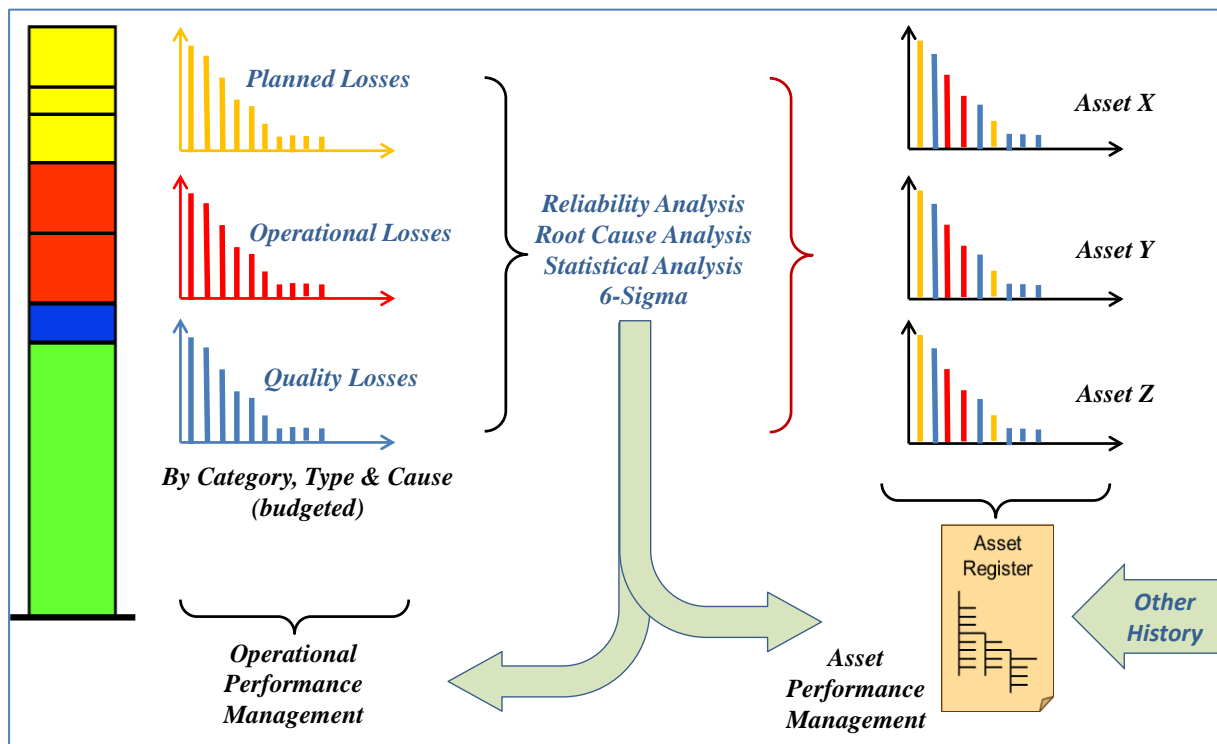 Planned Losses
Operational Losses
Quality Losses
By Category, Type & Cause
(budgeted)
Operational
Performance
Management
Reliability Analysis
Root Cause Analysis
Statistical Analysis
6-Sigma
Asset X
Asset Y
Asset Z
Asset
Register
Other
History
Asset
Performance
Management